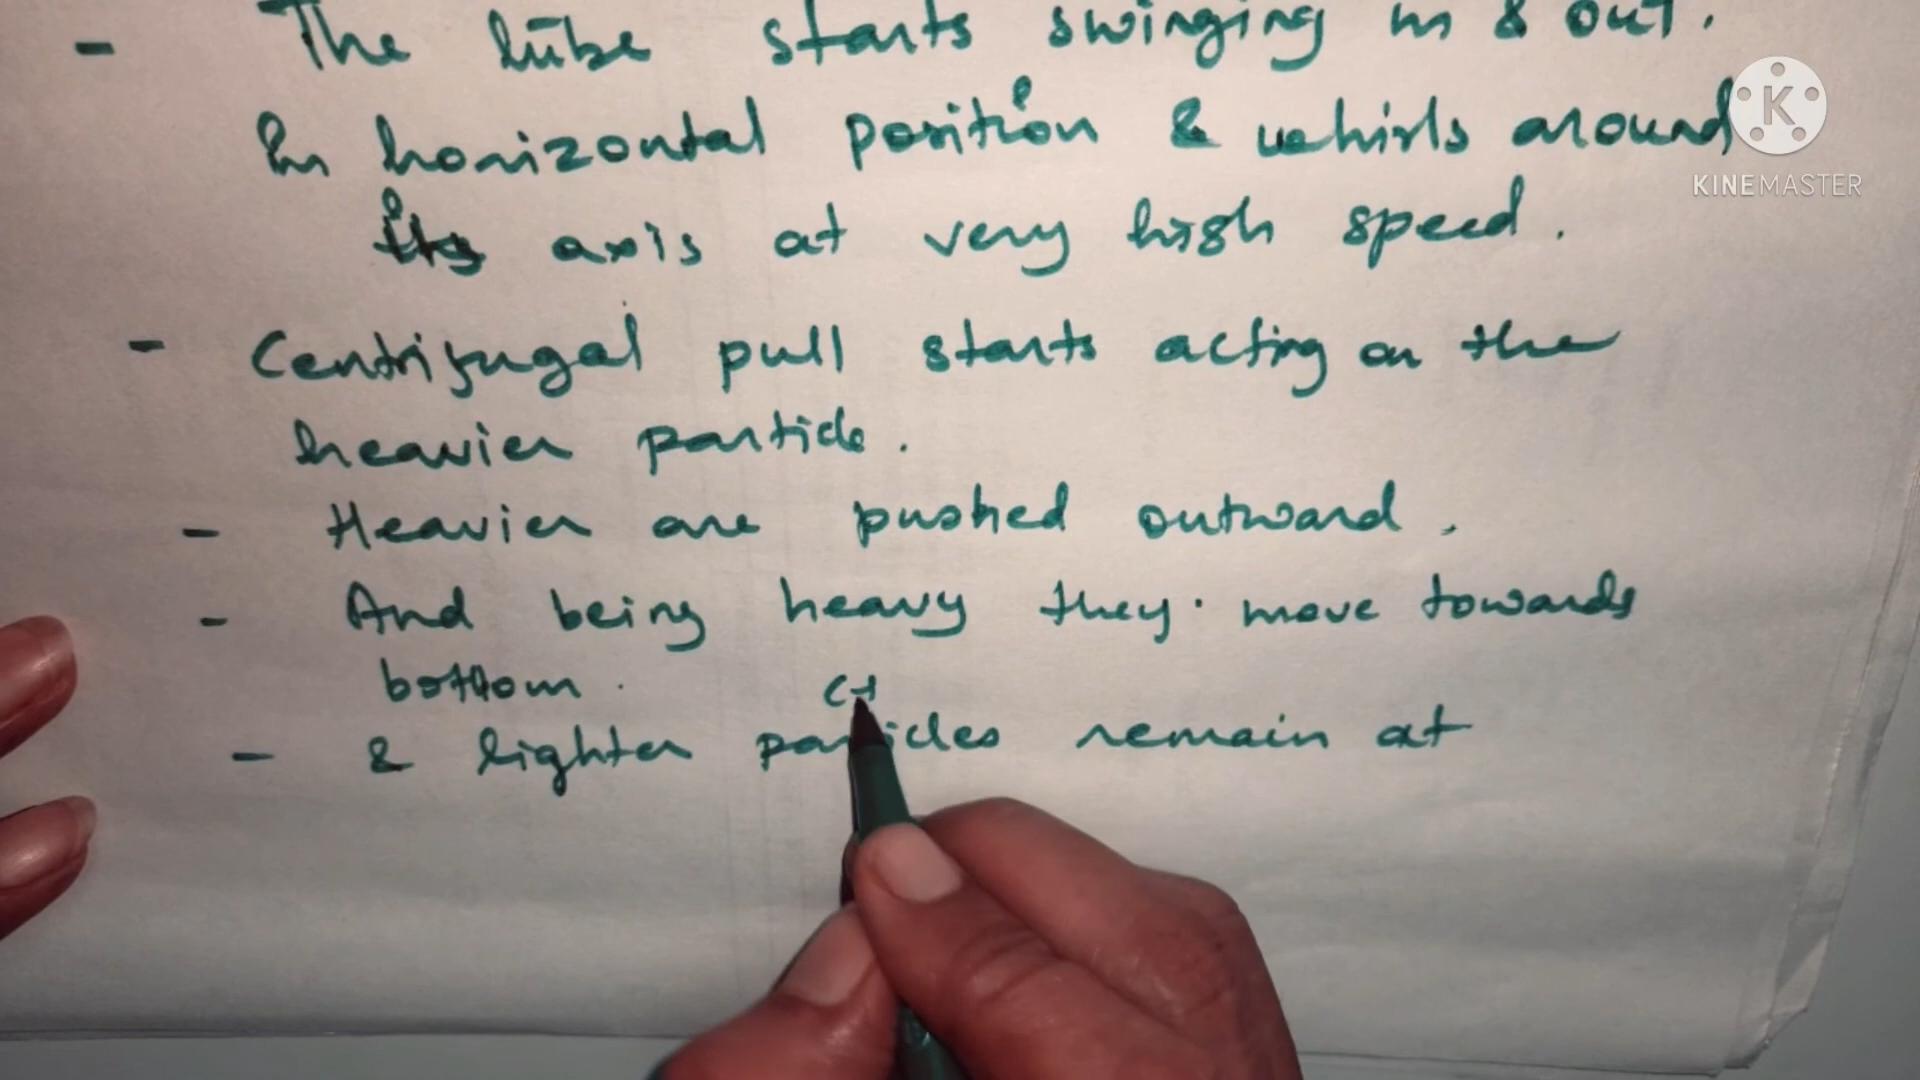 - The tube starts swinging in & out.
In horizontal position & whirls around
its axis at very high speed.
- Centrifugal pull starts acting on the
heavier particle.
- Heavier are pushed outward.
- And being heavy they move towards
bottom.
- & lighter particles remain at
K
KINEMASTER